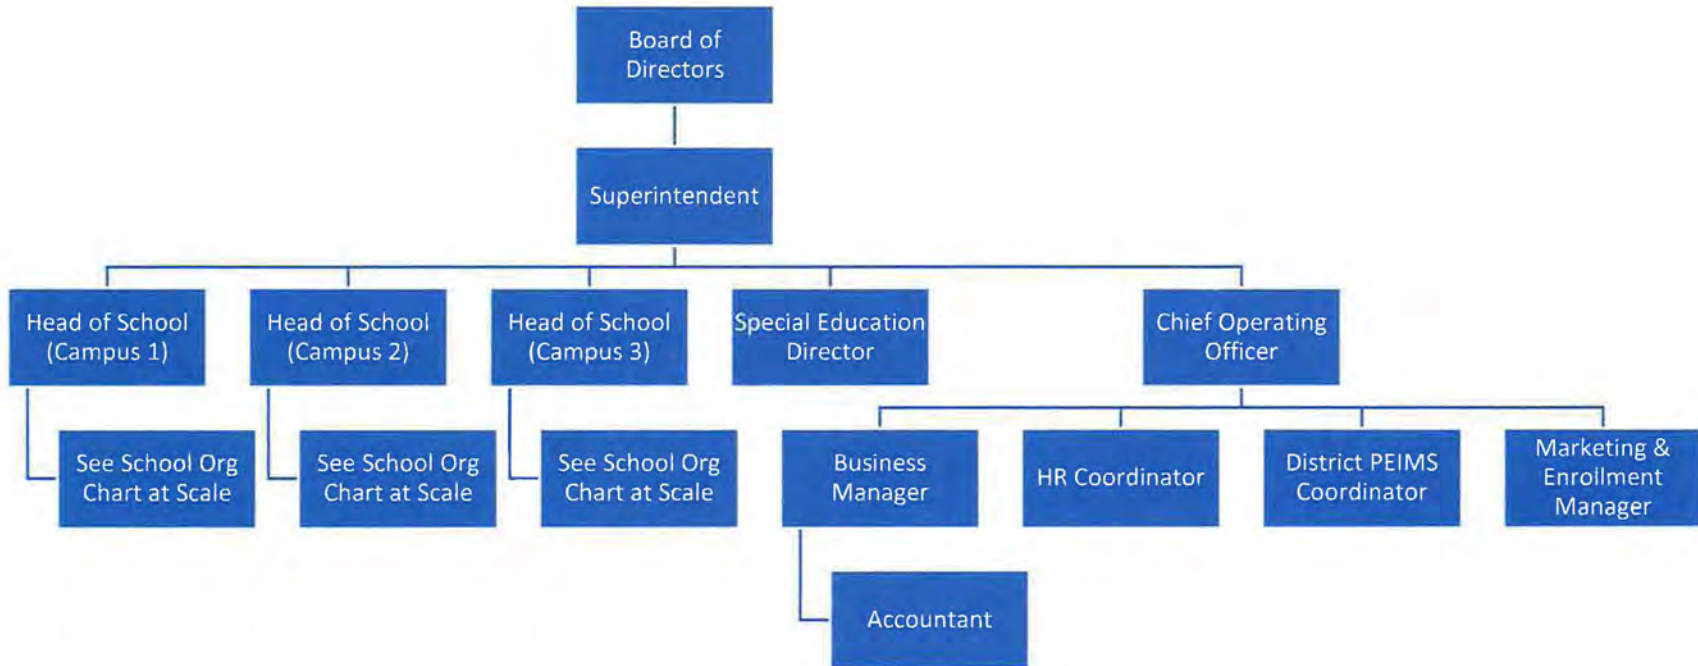 Board of
Directors
Superintendent
Head of School
(Campus 1)
Head of School
(Campus 2)
Head of School
(Campus 3)
Special Education
Director
Chief Operating
Officer
See School Org
Chart at Scale
See School Org
Chart at Scale
See School Org
Chart at Scale
Business
Manager
HR Coordinator
District PEIMS
Coordinator
Marketing &
Enrollment
Manager
Accountant